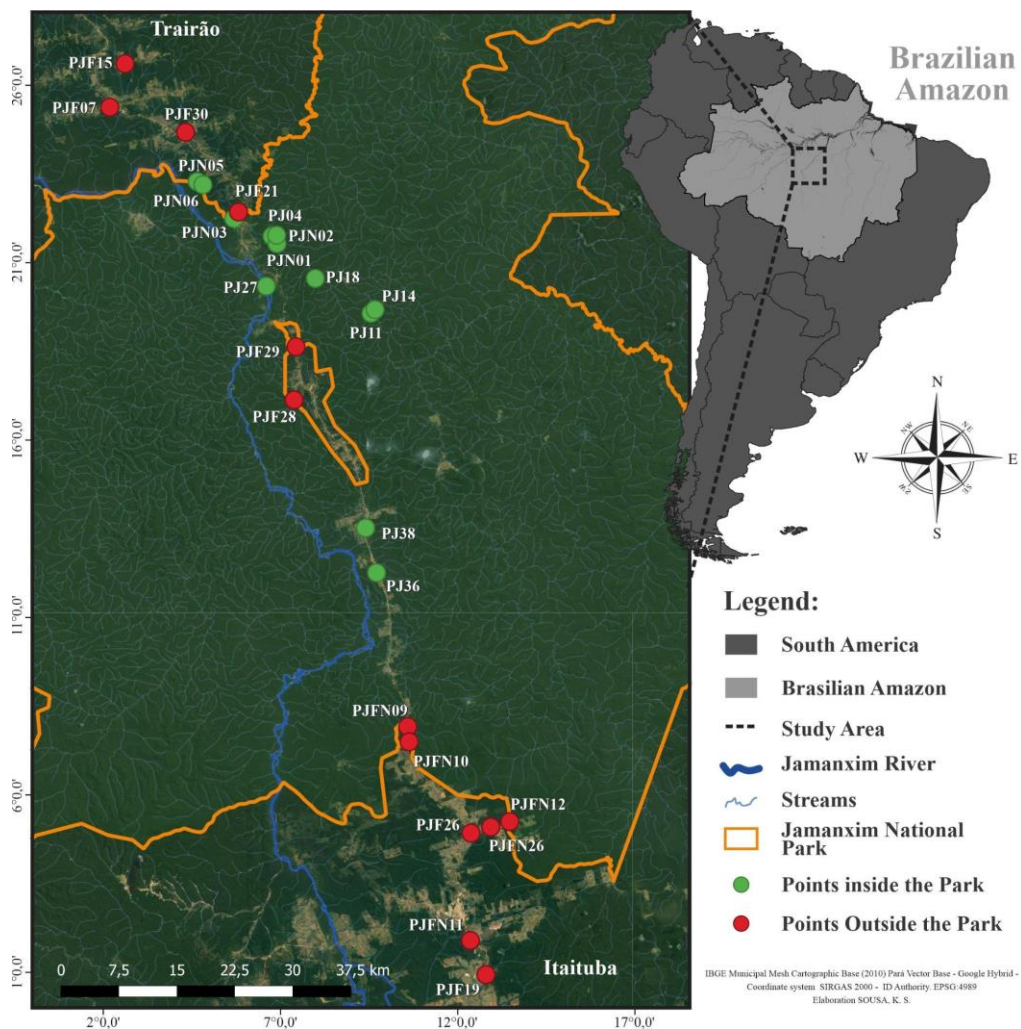 Trairão
PJF15
PJF07
PJF30
PJN05
PJN06
PJF21
PJN03
PJ04
PJN02
PJN01
PJ27
PJ18
PJ14
PJ11
PJF29
PJF28
PJ38
PJ36
PJFN09
PJFN10
PJFN12
PJF26
PJFN26
PJFN11
PJF19
Itaituba
26°0,0'
21°0,0'
16°0,0'
11°0,0'
6°0,0'
1°0,0'
0 7,5 15 22,5 30 37,5 km
2°0,0' 7°0,0' 12°0,0' 17°0,0'
Brazilian
Amazon
N
NW NE
W E
S
Legend:
South America
Brasilian Amazon
Study Area
Jamanxim River
Streams
Jamanxim National
Park
Points inside the Park
Points Outside the Park
IBGE Municipal Mesh Cartographic Base (2010) Pará Vector Base - Google Hybrid -
Coordinate system SIRGAS 2000 - ID Authority. EPSG:4989
Elaboration SOUSA, K. S.